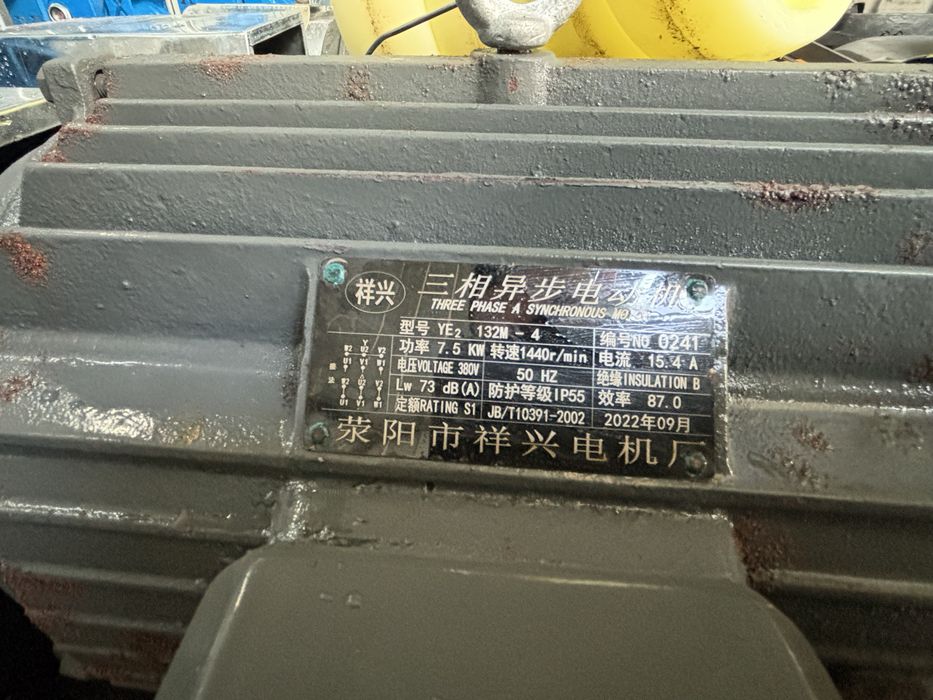 祥兴 三相异步电动机
THREE PHASE A SYNCHRONOUS
型号 YE2 132M - 4 编号No 0241
功率 7.5 KW 转速1440r/min 电流 15.4 A
电压VOLTAGE 380V 50 HZ 绝缘INSULATION B
Lw 73 dB(A) 防护等级IP55 效率 87.0
定额RATING S1 JB/T10391-2002 2022年09月
荥阳市祥兴电机厂